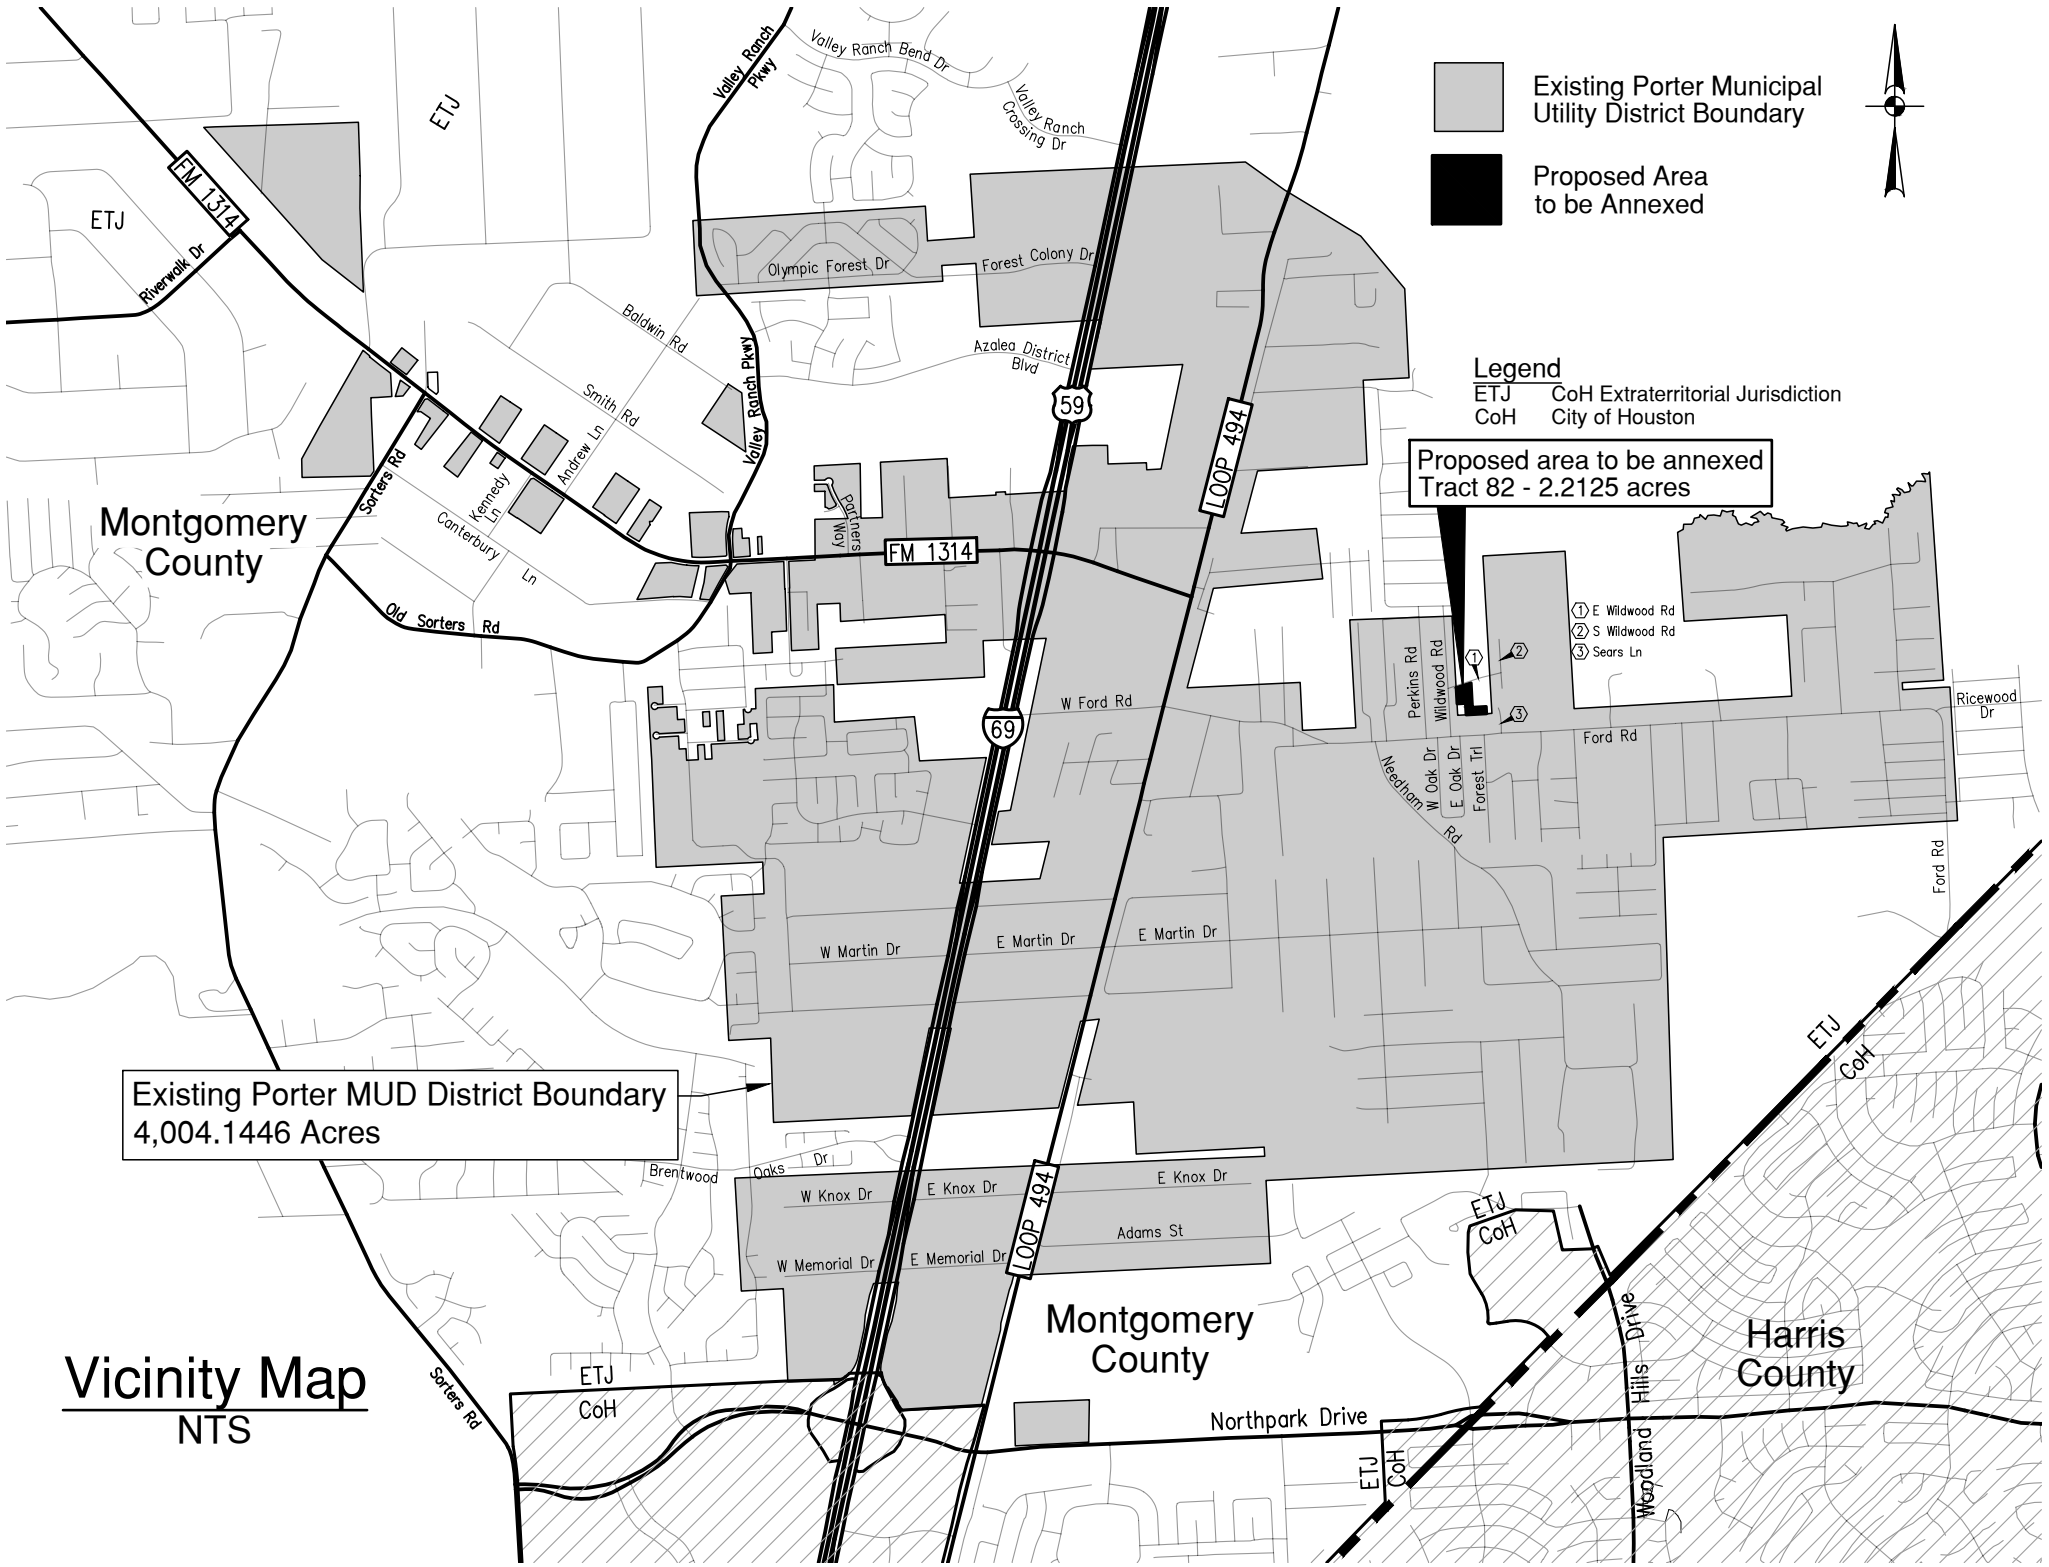 Valley Ranch
Pkwy
Valley Ranch Bend Dr
Valley Ranch
Crossing Dr
Existing Porter Municipal
Utility District Boundary
Proposed Area
to be Annexed
ETJ
FM 1314
ETJ
Riverwalk Dr
Olympic Forest Dr
Forest Colony Dr
Baldwin Rd
Azalea District
Blvd
Smith Rd
Valley Ranch Pkwy
59
LOOP 494
Legend
ETJ CoH Extraterritorial Jurisdiction
CoH City of Houston
Proposed area to be annexed
Tract 82 - 2.2125 acres
Andrew Ln
Sorters Rd
Kennedy
Ln
Canterbury
Ln
Partners
Way
FM 1314
Montgomery
County
Old Sorters Rd
1 E Wildwood Rd
2 S Wildwood Rd
3 Sears Ln
1
2
3
Perkins Rd
Wildwood Rd
W Ford Rd
69
Ford Rd
Ricewood
Dr
Needham
Rd
W Oak Dr
E Oak Dr
Forest Trl
Ford Rd
W Martin Dr
E Martin Dr
E Martin Dr
ETJ
CoH
Existing Porter MUD District Boundary
4,004.1446 Acres
Brentwood Oaks Dr
W Knox Dr
E Knox Dr
E Knox Dr
LOOP 494
Adams St
W Memorial Dr
E Memorial Dr
ETJ
CoH
Montgomery
County
Harris
County
Woodland Hills Drive
Vicinity Map
NTS
Sorters Rd
ETJ
CoH
Northpark Drive
ETJ
CoH